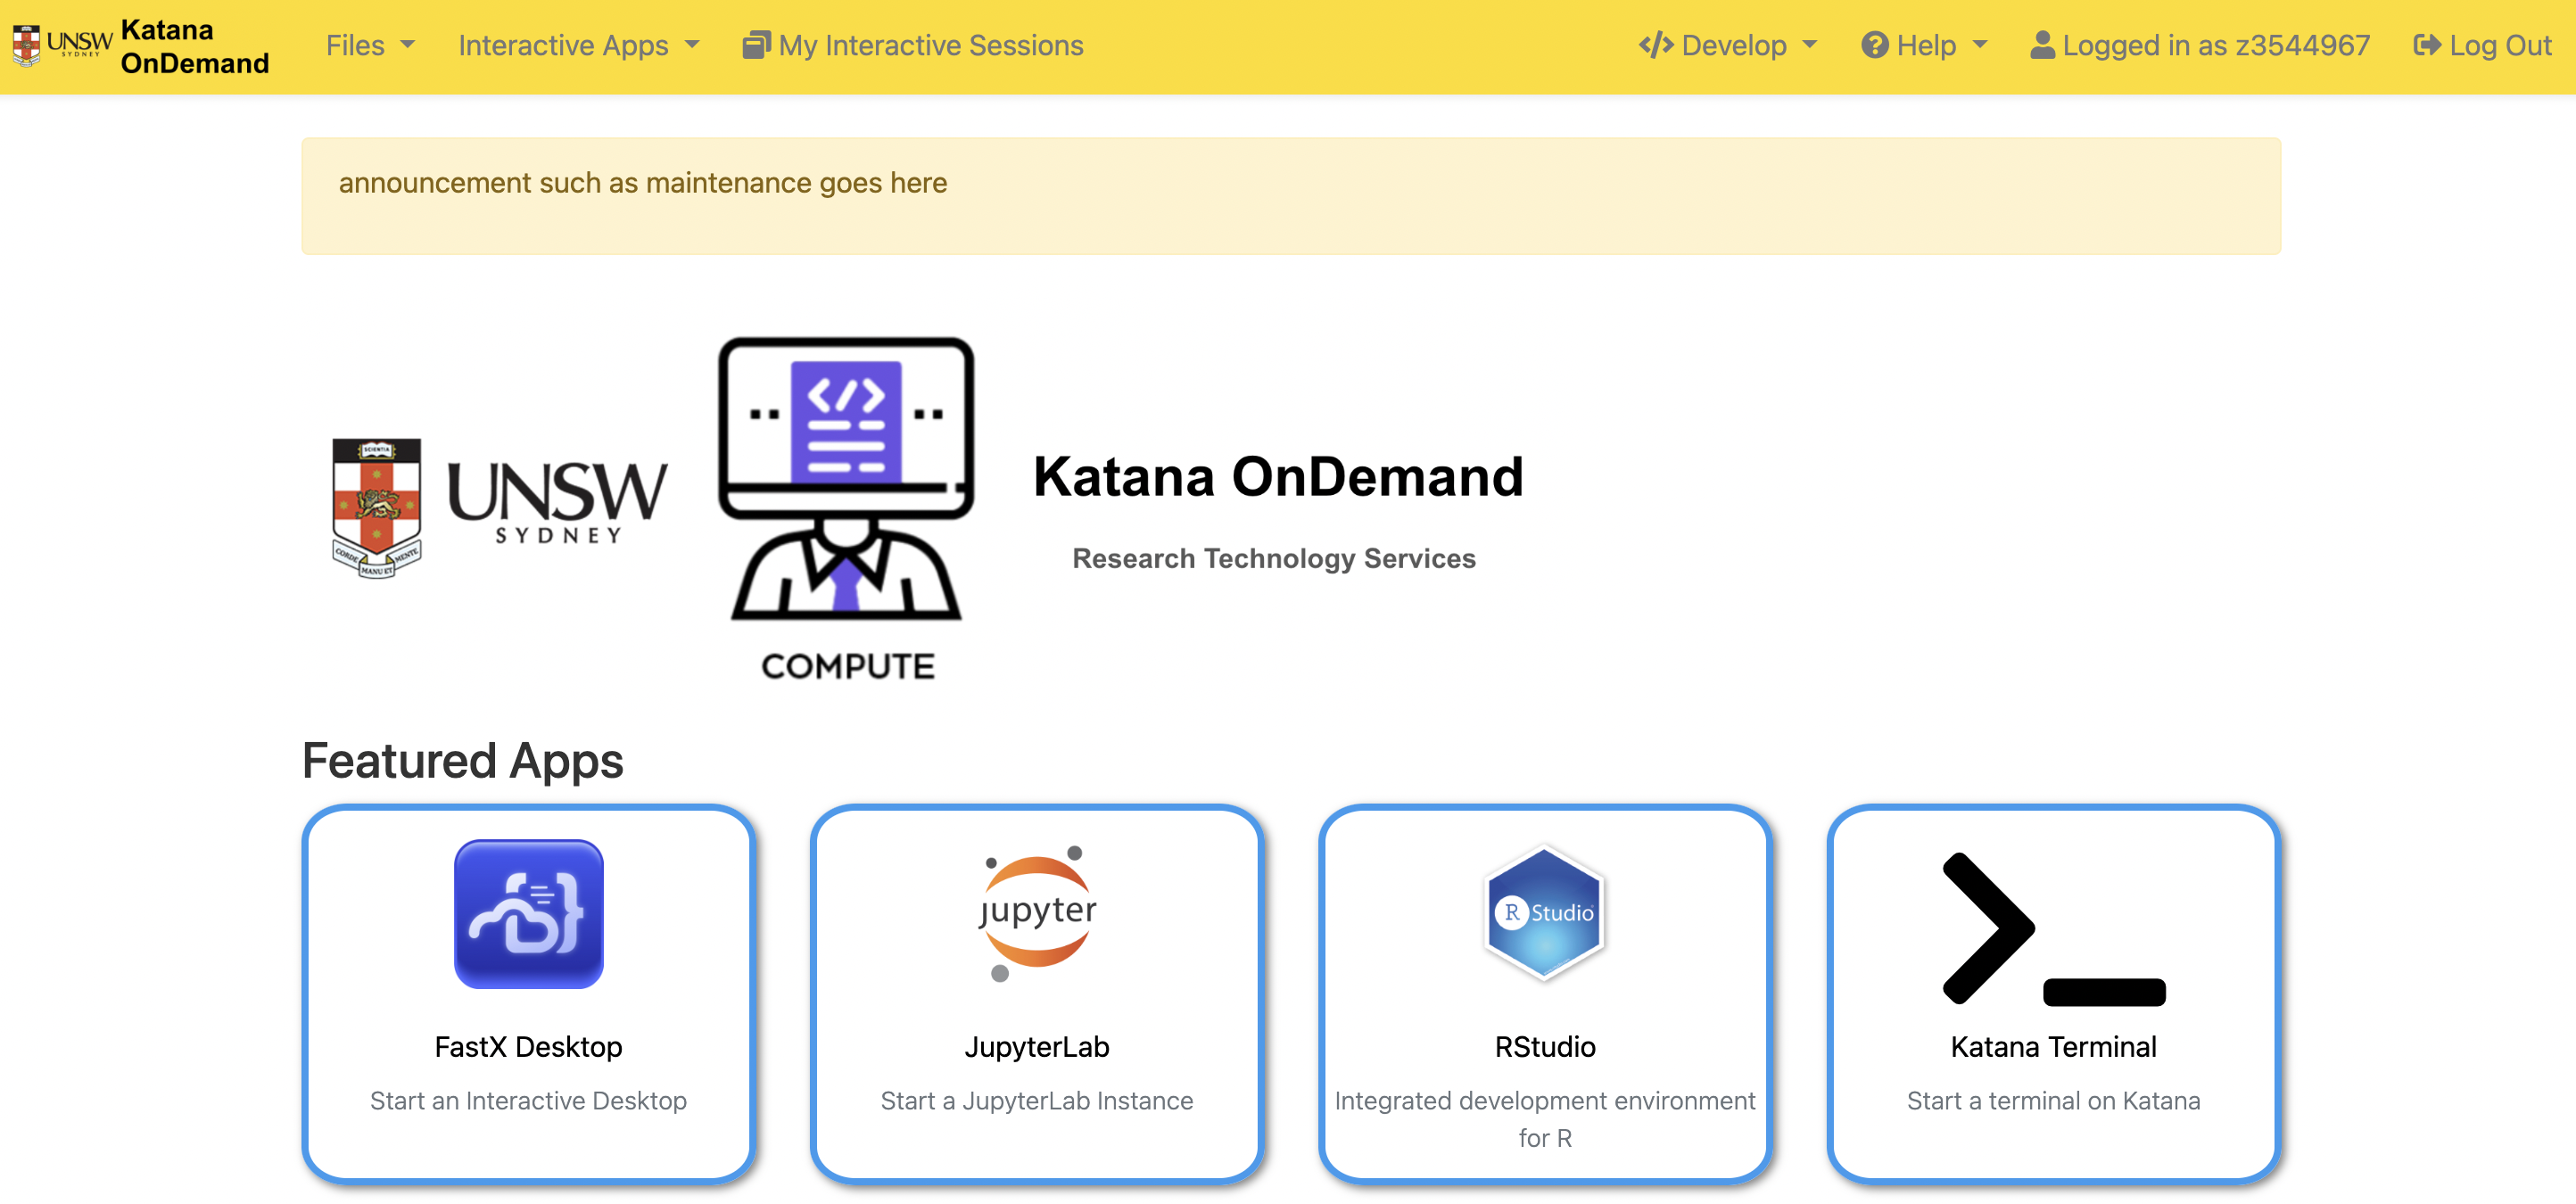 UNSW SYDNEY Katana OnDemand Files Interactive Apps My Interactive Sessions </> Develop Help Logged in as z3544967 Log Out
announcement such as maintenance goes here
</>
SCIENTIA
UNSW
SYDNEY
CORDE MANU ET MENTE
Katana OnDemand
Research Technology Services
COMPUTE
Featured Apps
jupyter
R Studio
FastX Desktop
Start an Interactive Desktop
JupyterLab
Start a JupyterLab Instance
RStudio
Integrated development environment
for R
Katana Terminal
Start a terminal on Katana